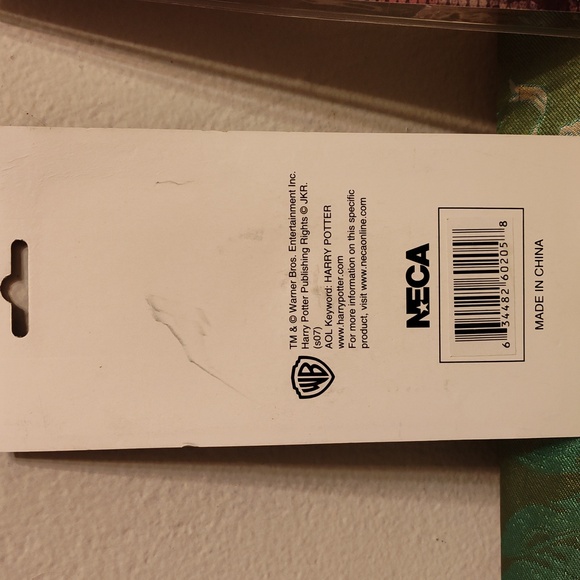 TM & © Warner Bros. Entertainment Inc.
Harry Potter Publishing Rights © JKR.
(s07)
AOL Keyword: HARRY POTTER
www.harrypotter.com
For more information on this specific
product, visit www.necaonline.com
WB
NECA
6 34482 60205 8
MADE IN CHINA